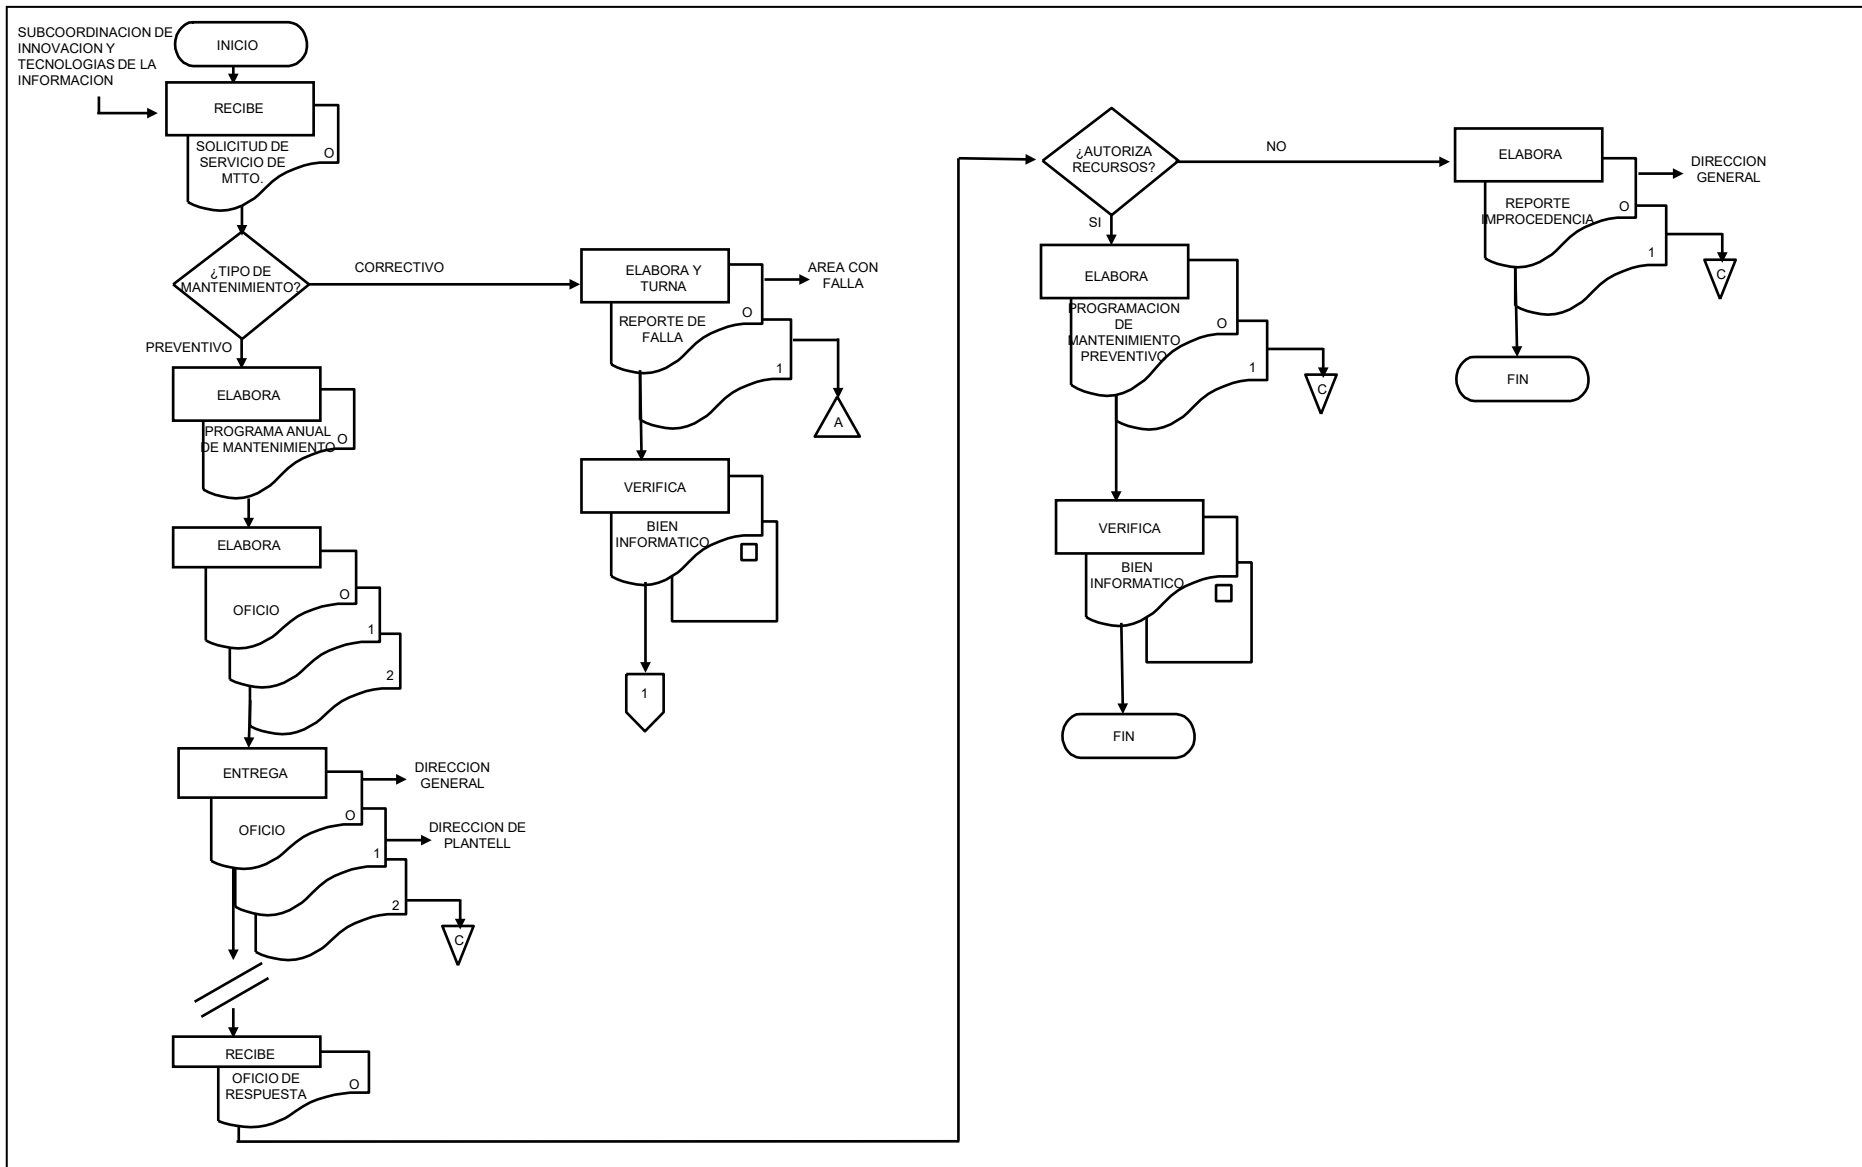 SUBCOORDINACION DE
INNOVACION Y
TECNOLOGIAS DE LA
INFORMACION
INICIO
RECIBE
SOLICITUD DE
SERVICIO DE
MTTO.
O
¿TIPO DE
MANTENIMIENTO?
CORRECTIVO
PREVENTIVO
ELABORA
PROGRAMA ANUAL
DE MANTENIMIENTO
O
ELABORA
OFICIO
O
1
2
ENTREGA
OFICIO
O
1
2
DIRECCION
GENERAL
DIRECCION DE
PLANTELL
C
RECIBE
OFICIO DE
RESPUESTA
O
ELABORA Y
TURNA
REPORTE DE
FALLA
O
1
AREA CON
FALLA
A
VERIFICA
BIEN
INFORMATICO
1
¿AUTORIZA
RECURSOS?
NO
SI
ELABORA
PROGRAMACION
DE
MANTENIMIENTO
PREVENTIVO
O
1
C
VERIFICA
BIEN
INFORMATICO
FIN
ELABORA
REPORTE
IMPROCEDENCIA
O
1
DIRECCION
GENERAL
C
FIN